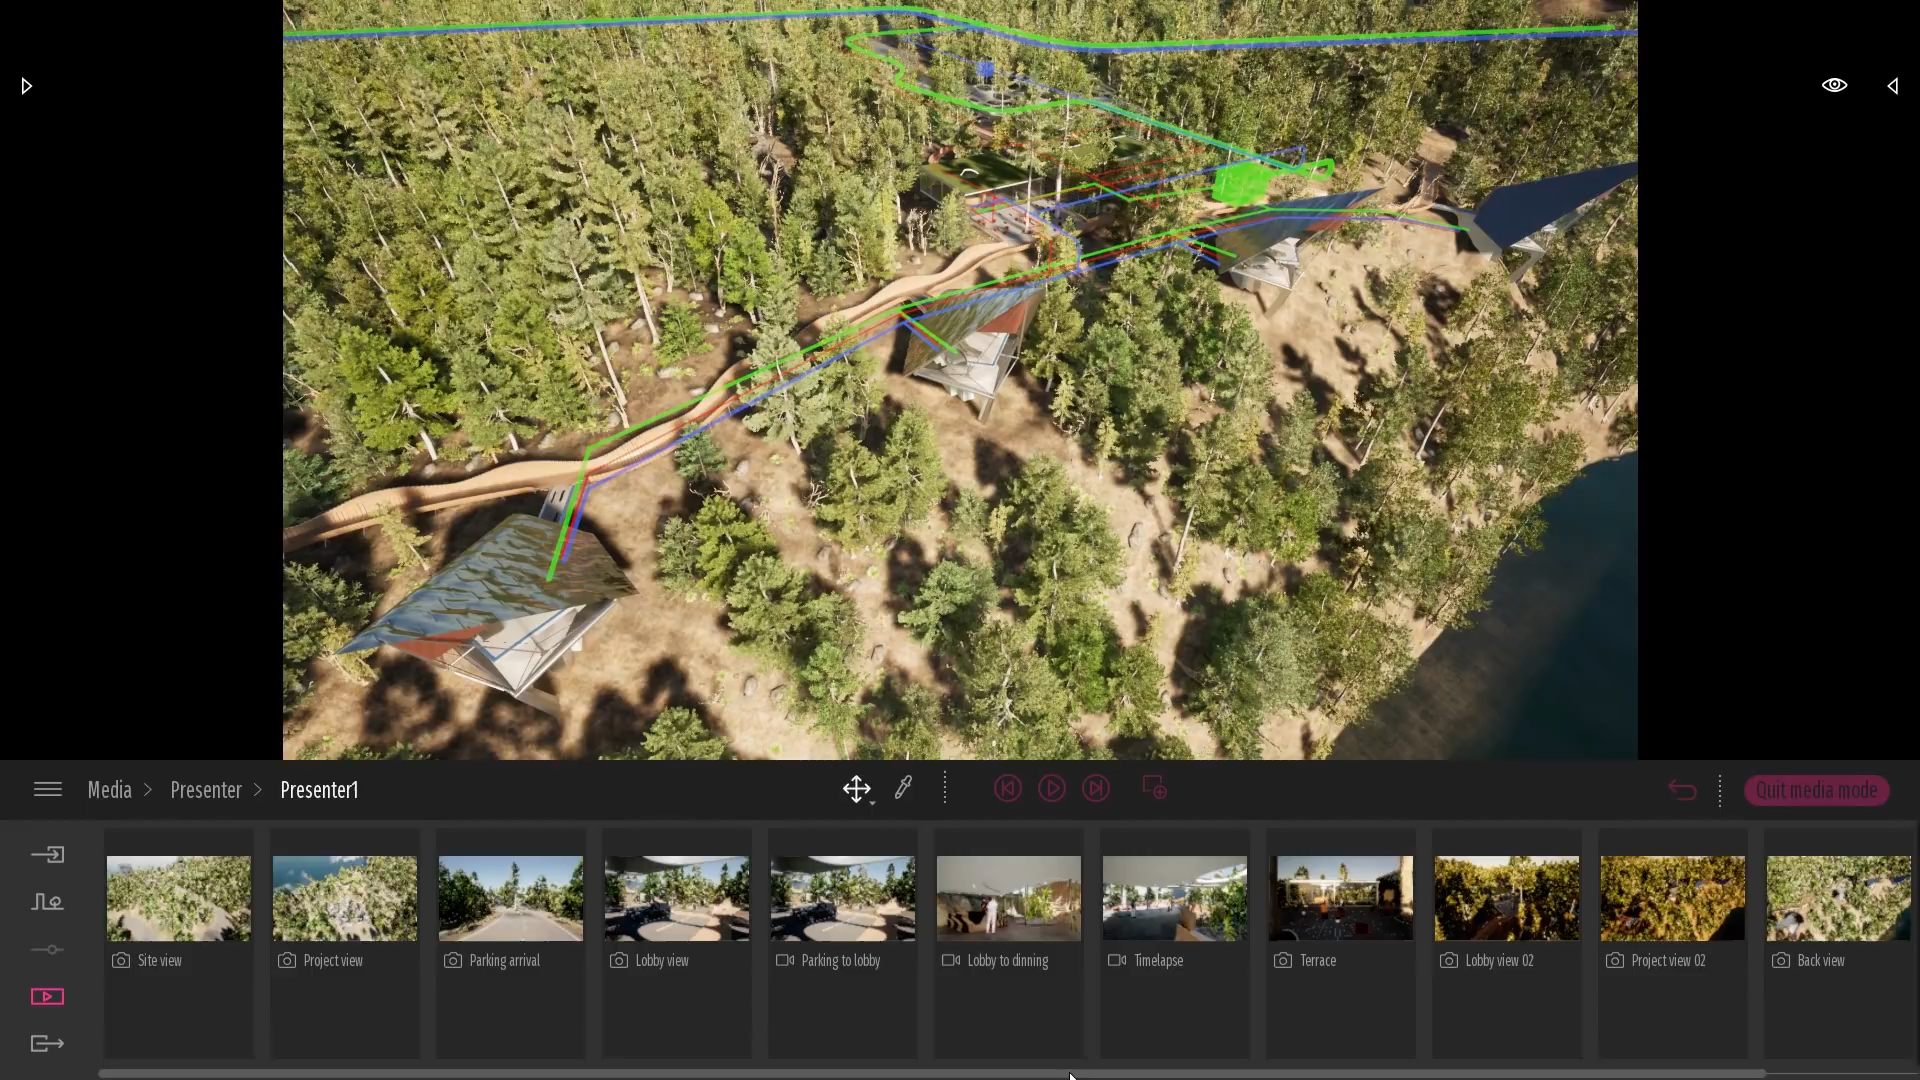 Media > Presenter > Presenter1
Quit media mode
Site view
Project view
Parking arrival
Lobby view
Parking to lobby
Lobby to dinning
Timelapse
Terrace
Lobby view 02
Project view 02
Back view